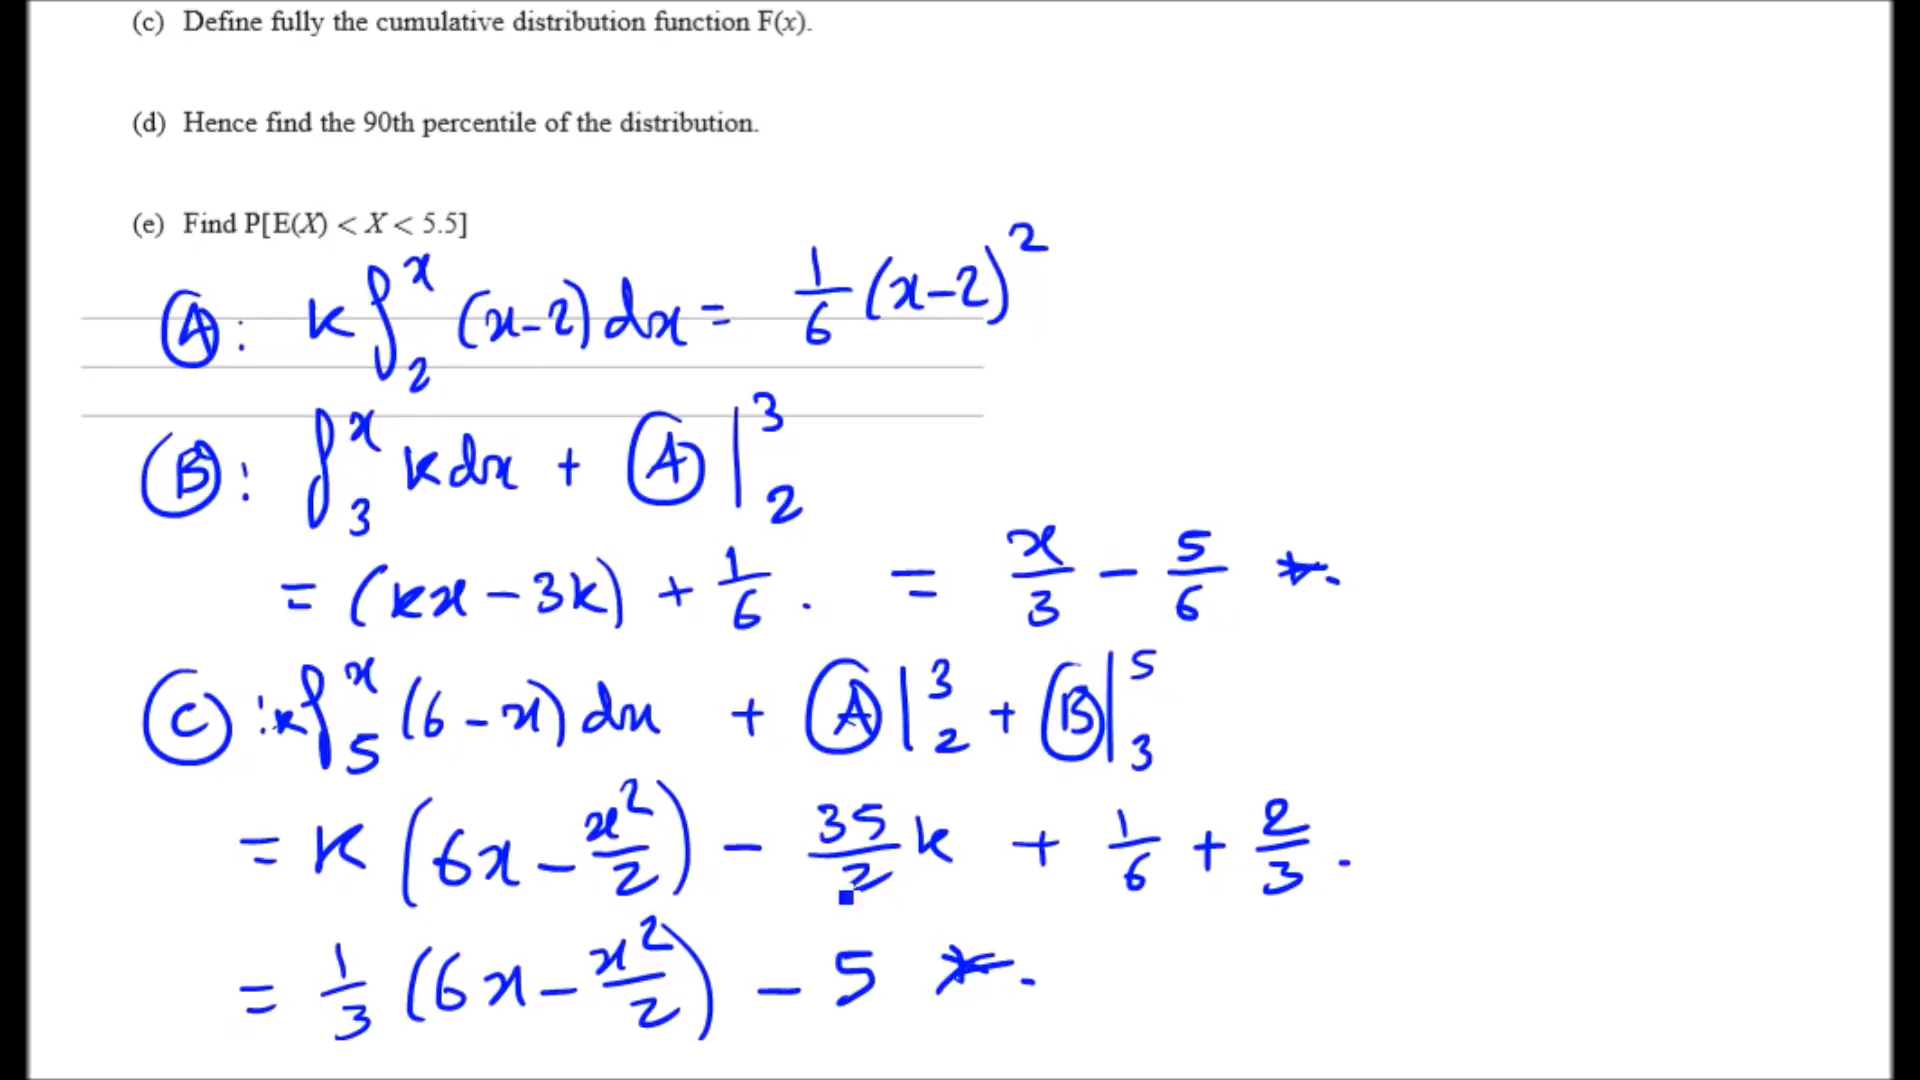 (c) Define fully the cumulative distribution function F(x).
(d) Hence find the 90th percentile of the distribution.
(e) Find P[E(X) < X < 5.5]
Ⓐ: k∫₂ˣ (x-2) dx = 1/6 (x-2)²
Ⓑ: ∫₃ˣ k dx + Ⓐ|₂³
= (kx - 3k) + 1/6 . = x/3 - 5/6 *.
Ⓒ: k∫₅ˣ (6-x) dx + Ⓐ|₂³ + Ⓑ|₃⁵
= k (6x - x²/2) - 35/2 k + 1/6 + 2/3 .
= 1/3 (6x - x²/2) - 5 *.